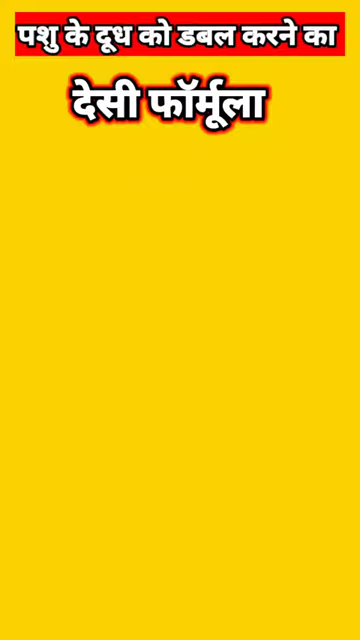 पशु के दूध को डबल करने का
देसी फॉर्मूला